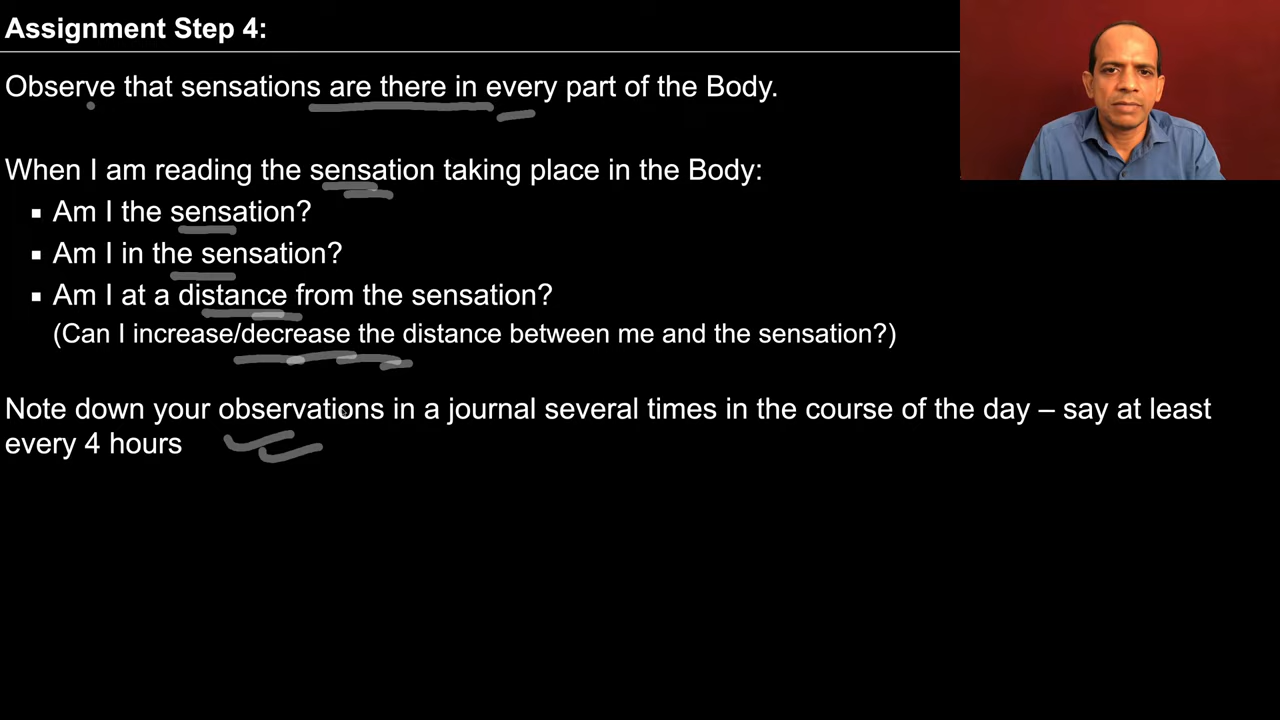 Assignment Step 4:
Observe that sensations are there in every part of the Body.
When I am reading the sensation taking place in the Body:
▪ Am I the sensation?
▪ Am I in the sensation?
▪ Am I at a distance from the sensation?
(Can I increase/decrease the distance between me and the sensation?)
Note down your observations in a journal several times in the course of the day – say at least
every 4 hours